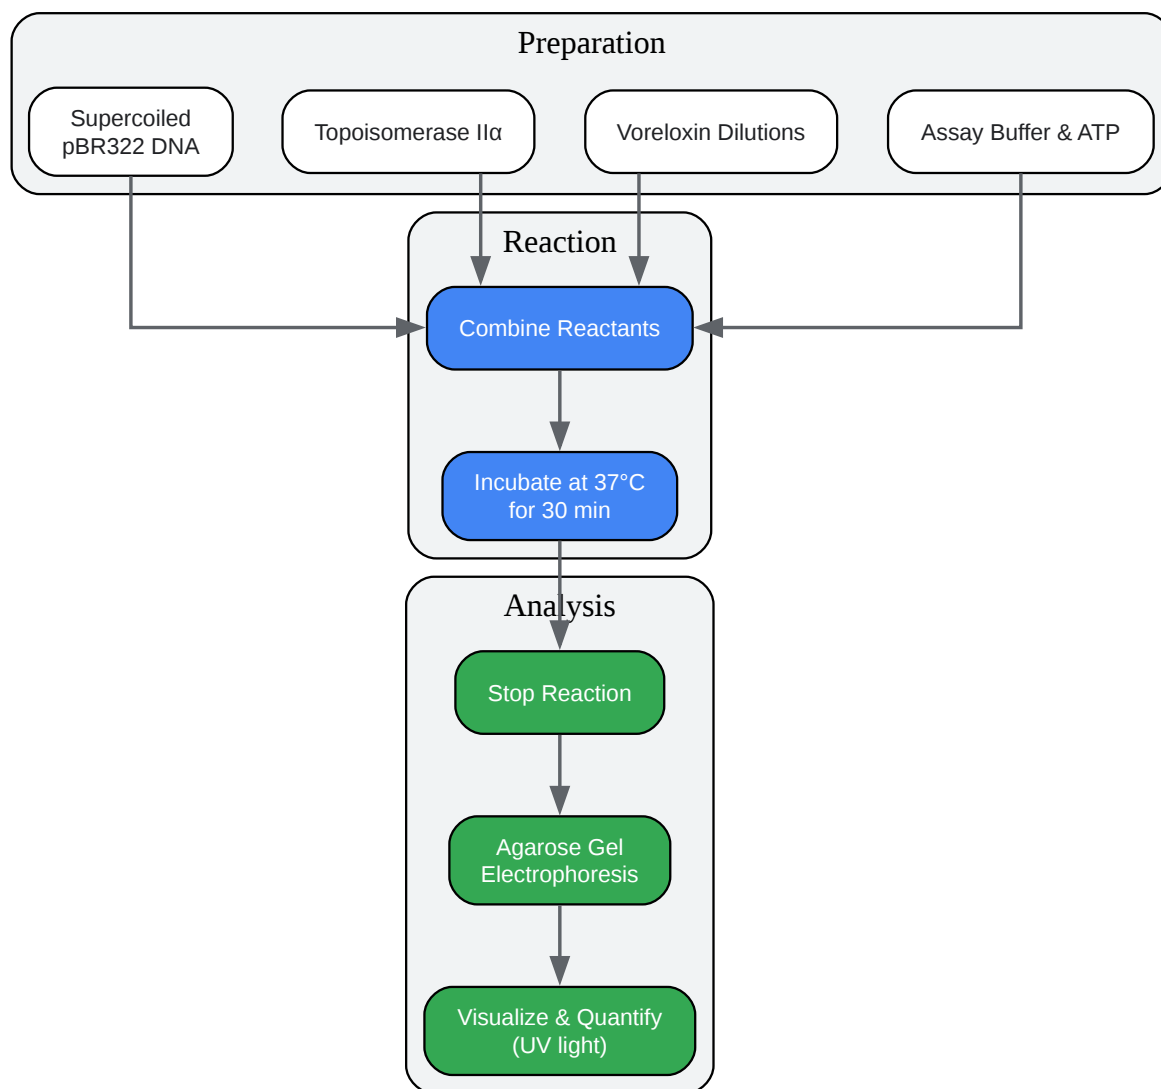 Preparation
Supercoiled
pBR322 DNA
Topoisomerase IIα
Voreloxin Dilutions
Assay Buffer & ATP
Reaction
Combine Reactants
Incubate at 37°C
for 30 min
Analysis
Stop Reaction
Agarose Gel
Electrophoresis
Visualize & Quantify
(UV light)